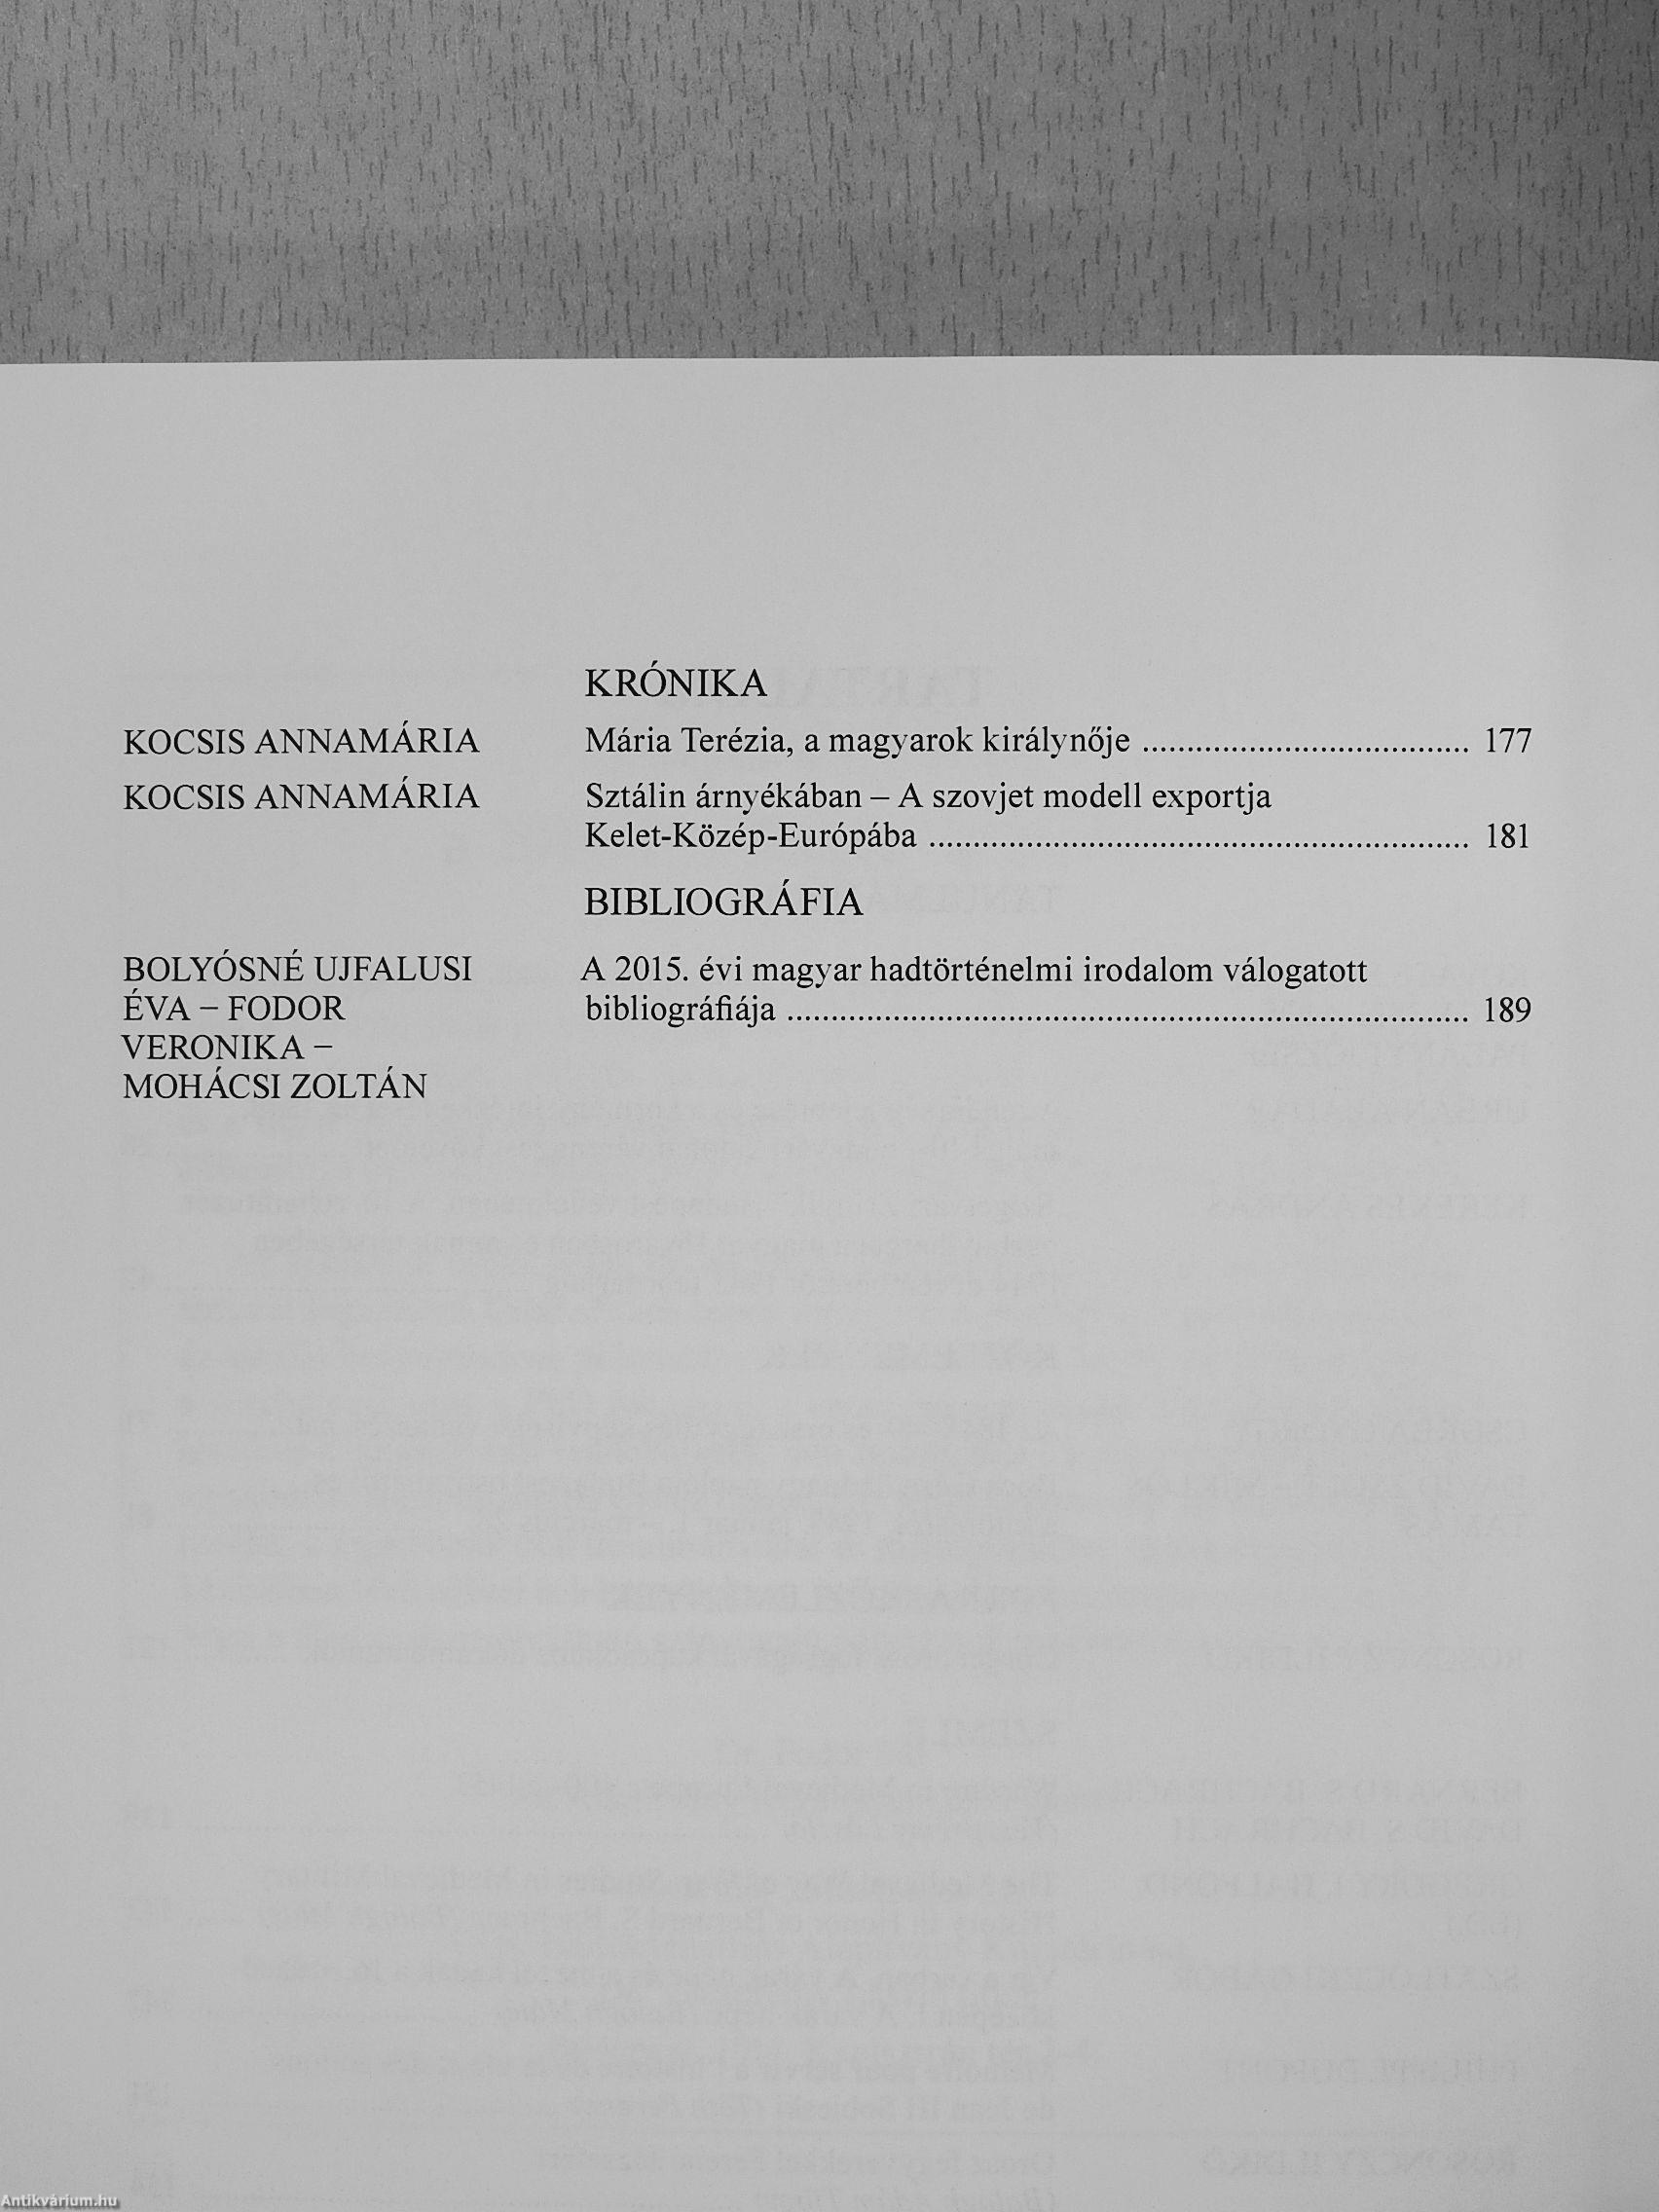 KRÓNIKA
KOCSIS ANNAMÁRIA Mária Terézia, a magyarok királynője .................................... 177
KOCSIS ANNAMÁRIA Sztálin árnyékában – A szovjet modell exportja
Kelet-Közép-Európába ............................................................. 181
BIBLIOGRÁFIA
BOLYÓSNÉ UJFALUSI A 2015. évi magyar hadtörténelmi irodalom válogatott
ÉVA – FODOR bibliográfiája ............................................................................. 189
VERONIKA –
MOHÁCSI ZOLTÁN
Antikvárium.hu